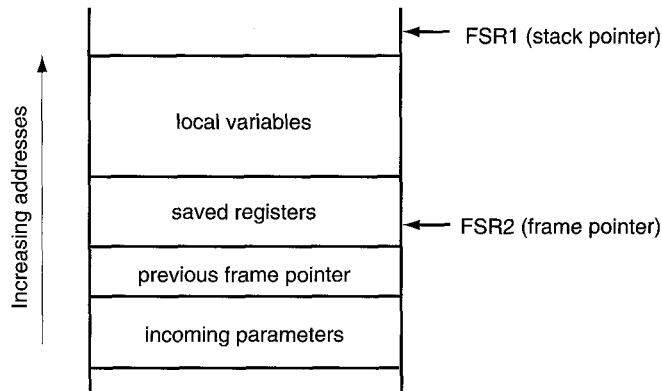 FSR1 (stack pointer)
local variables
saved registers
FSR2 (frame pointer)
previous frame pointer
incoming parameters
Increasing addresses